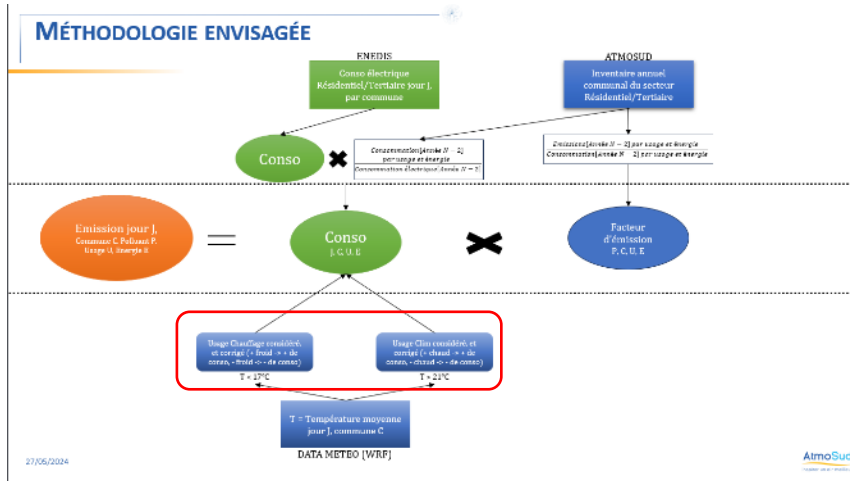 MÉTHODOLOGIE ENVISAGÉE
ENEDIS
ATMOSUD
Conso électrique
Résidentiel/Tertiaire jour J,
par commune
Inventaire annuel
communal du secteur
Résidentiel/Tertiaire
Conso
Consommation[Année N − 2]
par usage et énergie
Consommation électrique[Année N − 2]
Emissions[Année N − 2] par usage et énergie
Consommation[Année N − 2] par usage et énergie
Emission jour J,
Commune C, Polluant P,
Usage U, Energie E
=
Conso
J, C, U, E
Facteur
d'émission
P, C, U, E
Usage Chauffage considéré,
et corrigé (+ froid -> + de
conso, - froid -> - de conso)
T < 17°C
Usage Clim considéré, et
corrigé (+ chaud -> + de
conso, - chaud -> - de conso)
T > 21°C
T = Température moyenne
jour J, commune C
DATA METEO (WRF)
27/05/2024
AtmoSud